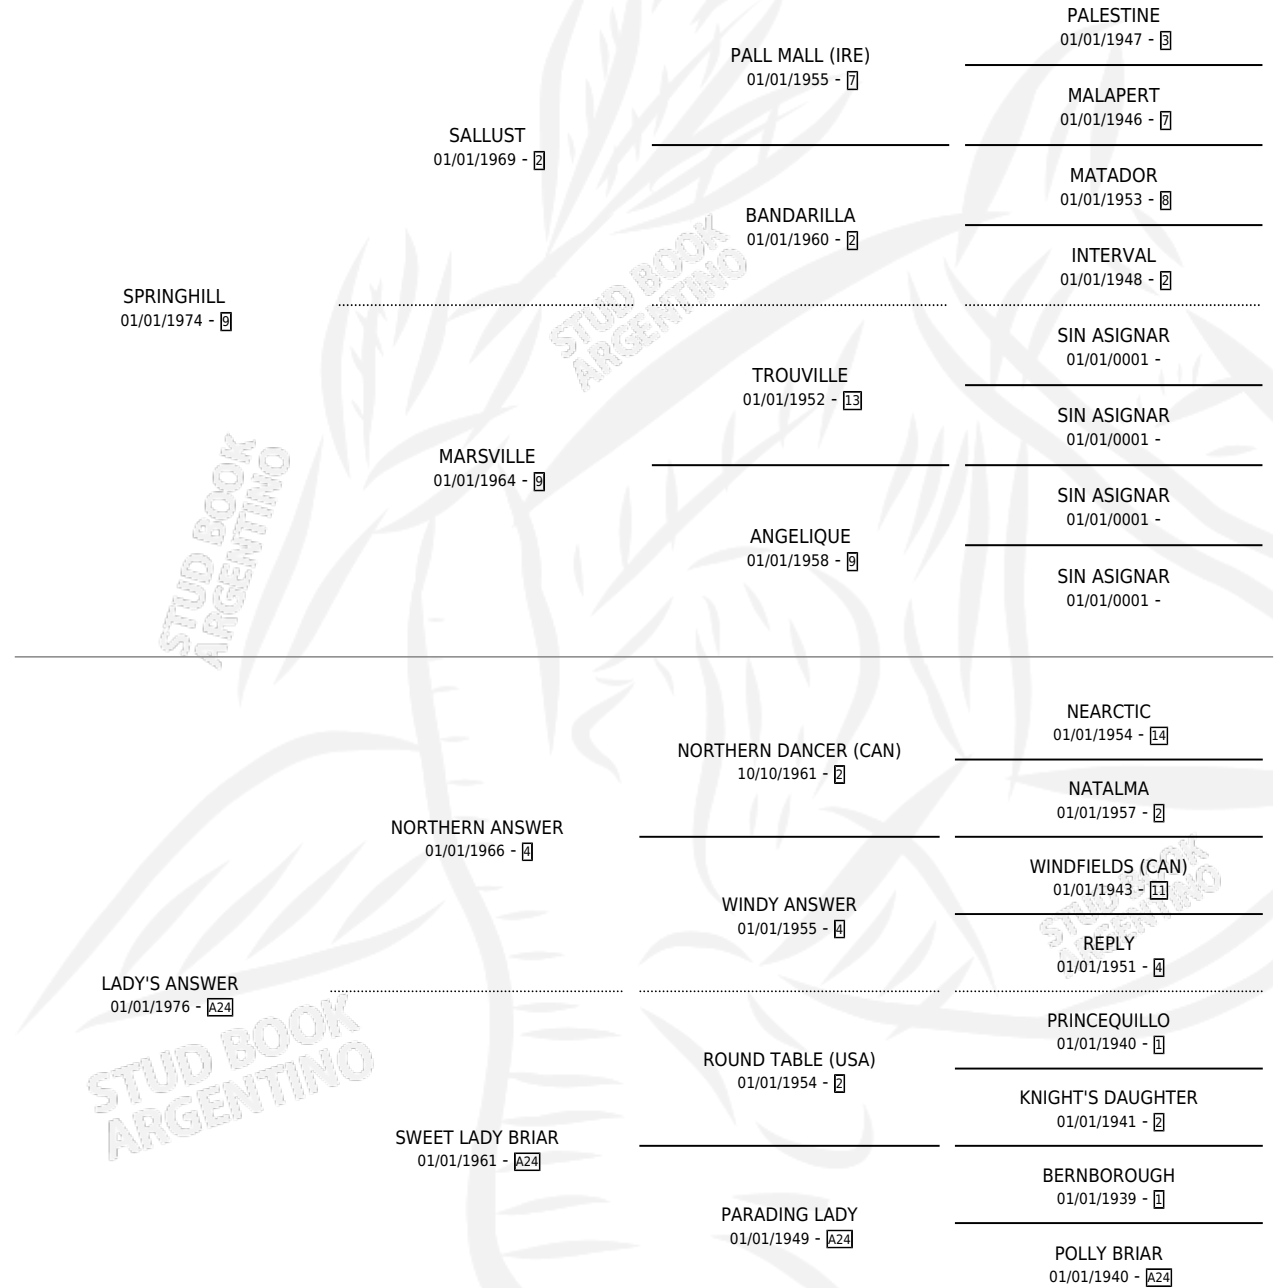 PALESTINE
01/01/1947 - 3
PALL MALL (IRE)
01/01/1955 - 7
MALAPERT
01/01/1946 - 7
SALLUST
01/01/1969 - 2
MATADOR
01/01/1953 - 8
BANDARILLA
01/01/1960 - 2
INTERVAL
01/01/1948 - 2
SPRINGHILL
01/01/1974 - 9
STUD BOOK
ARGENTINO
SIN ASIGNAR
01/01/0001 -
TROUVILLE
01/01/1952 - 13
SIN ASIGNAR
01/01/0001 -
MARSVILLE
01/01/1964 - 9
SIN ASIGNAR
01/01/0001 -
ANGELIQUE
01/01/1958 - 9
SIN ASIGNAR
01/01/0001 -
STUD BOOK
ARGENTINO
NEARCTIC
01/01/1954 - 14
NORTHERN DANCER (CAN)
10/10/1961 - 2
NATALMA
01/01/1957 - 2
NORTHERN ANSWER
01/01/1966 - 4
WINDFIELDS (CAN)
01/01/1943 - 11
WINDY ANSWER
01/01/1955 - 4
STUD BOOK
ARGENTINO
REPLY
01/01/1951 - 4
LADY'S ANSWER
01/01/1976 - A24
STUD BOOK
ARGENTINO
PRINCEQUILLO
01/01/1940 - 1
ROUND TABLE (USA)
01/01/1954 - 2
KNIGHT'S DAUGHTER
01/01/1941 - 2
SWEET LADY BRIAR
01/01/1961 - A24
BERNBOROUGH
01/01/1939 - 1
PARADING LADY
01/01/1949 - A24
POLLY BRIAR
01/01/1940 - A24